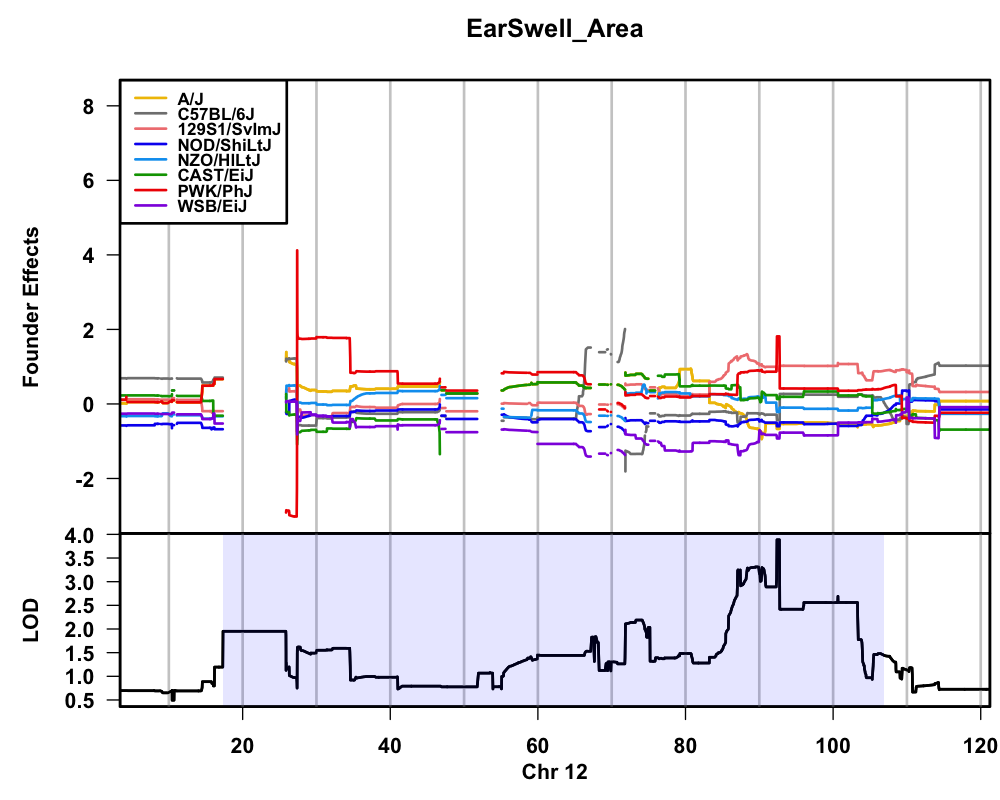 EarSwell_Area
A/J
C57BL/6J
129S1/SvImJ
NOD/ShiLtJ
NZO/HlLtJ
CAST/EiJ
PWK/PhJ
WSB/EiJ
Founder Effects
8
6
4
2
0
-2
LOD
4.0
3.5
3.0
2.5
2.0
1.5
1.0
0.5
20 40 60 80 100 120
Chr 12